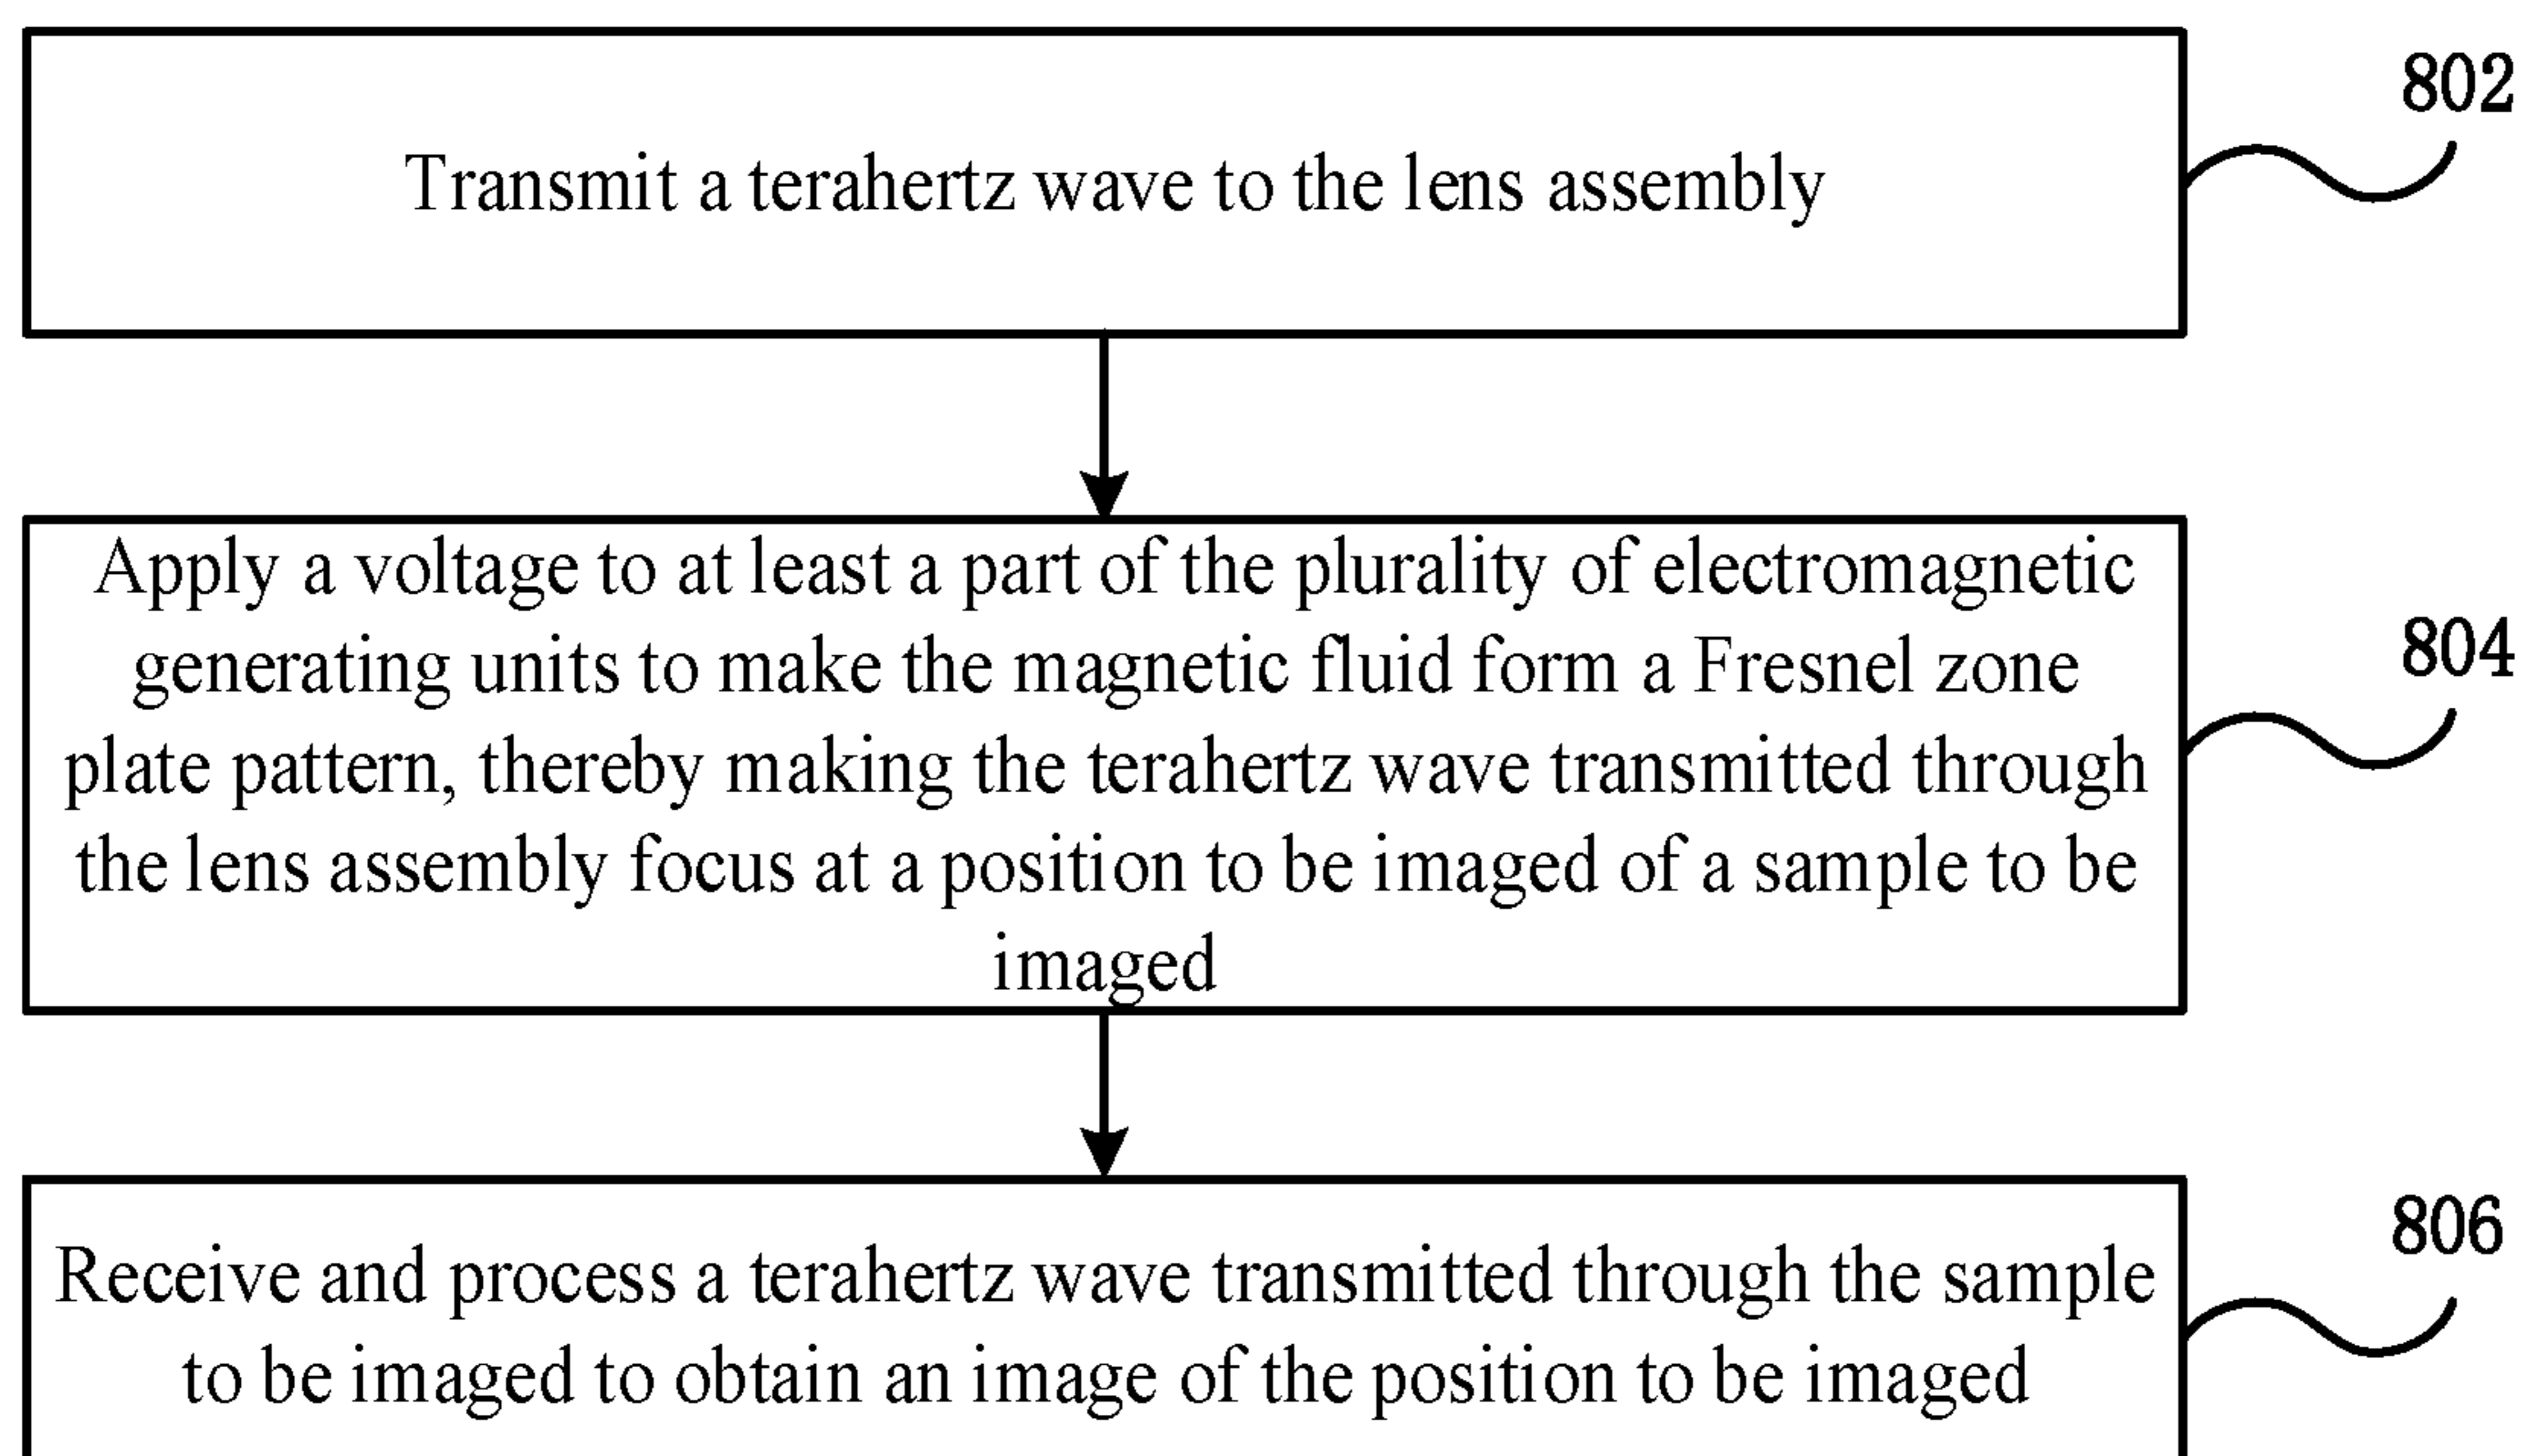 802
Transmit a terahertz wave to the lens assembly
Apply a voltage to at least a part of the plurality of electromagnetic
generating units to make the magnetic fluid form a Fresnel zone
804
plate pattern, thereby making the terahertz wave transmitted through
the lens assembly focus at a position to be imaged of a sample to be
imaged
806
Receive and process a terahertz wave transmitted through the sample
to be imaged to obtain an image of the position to be imaged